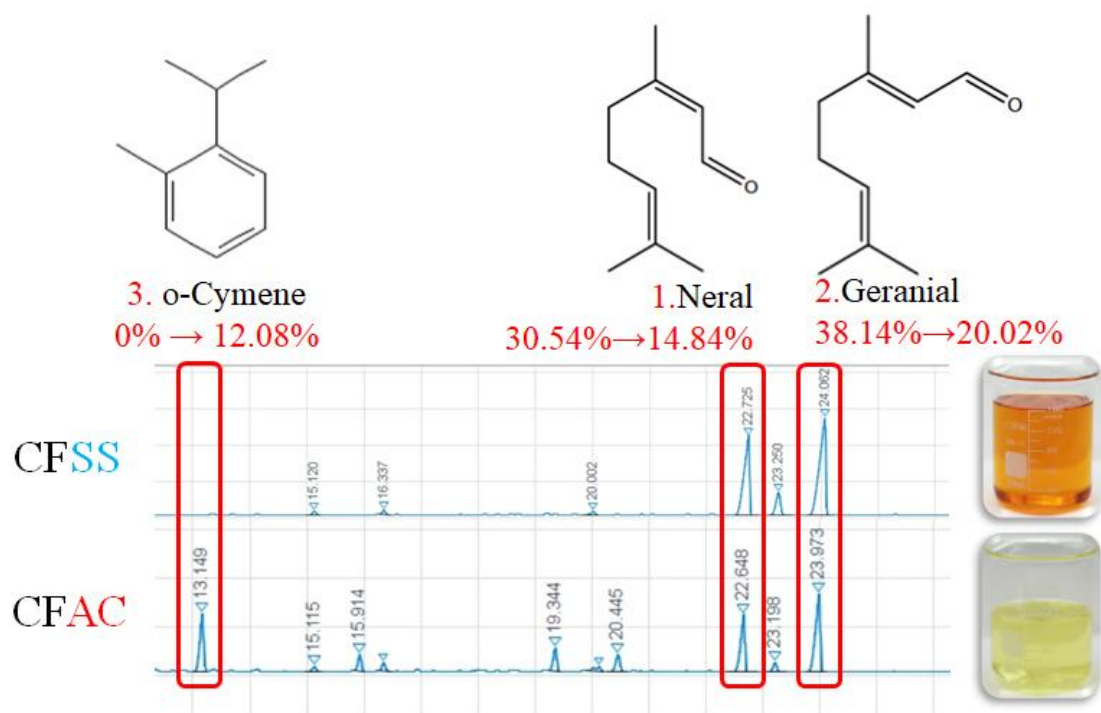 O
O
3. o-Cymene
0% → 12.08%
1.Neral
30.54%→14.84%
2.Geranial
38.14%→20.02%
CFSS
15.120
16.337
20.002
22.725
23.250
24.062
CFAC
13.149
15.115
15.914
19.344
20.445
22.648
23.198
23.973